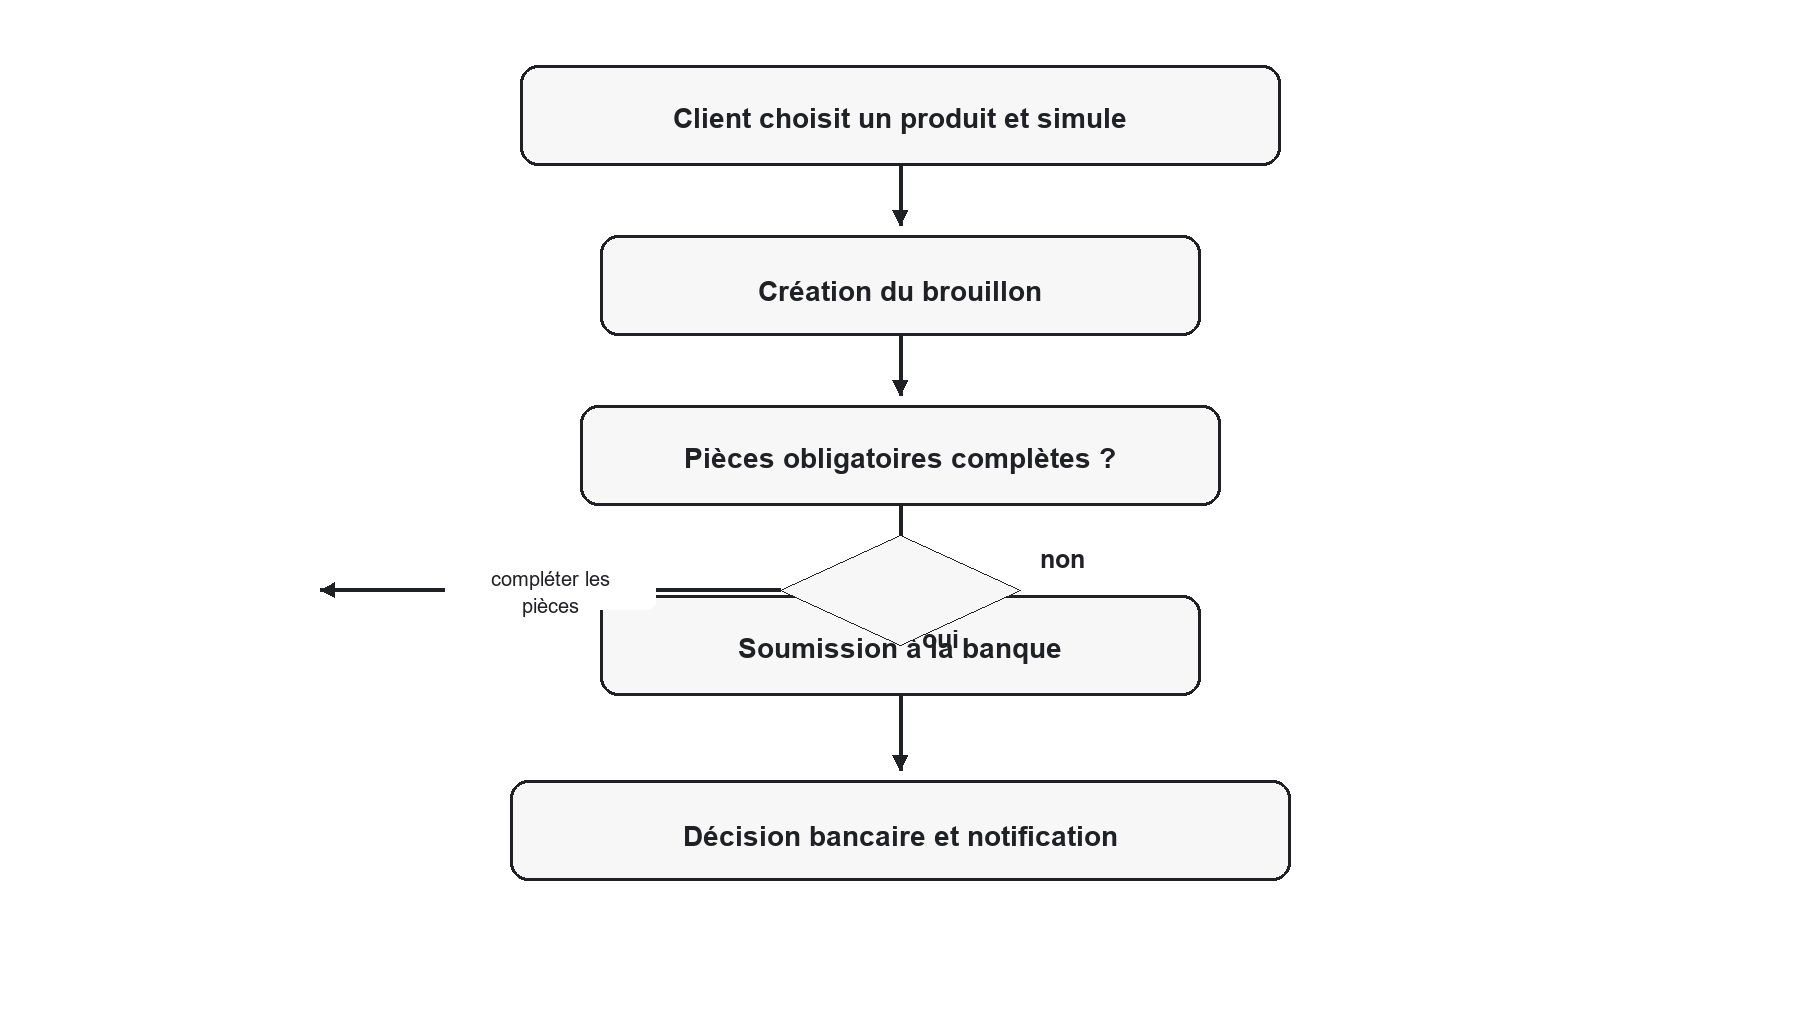 Client choisit un produit et simule
Création du brouillon
Pièces obligatoires complètes ?
non
compléter les
pièces
oui
Soumission à la banque
Décision bancaire et notification